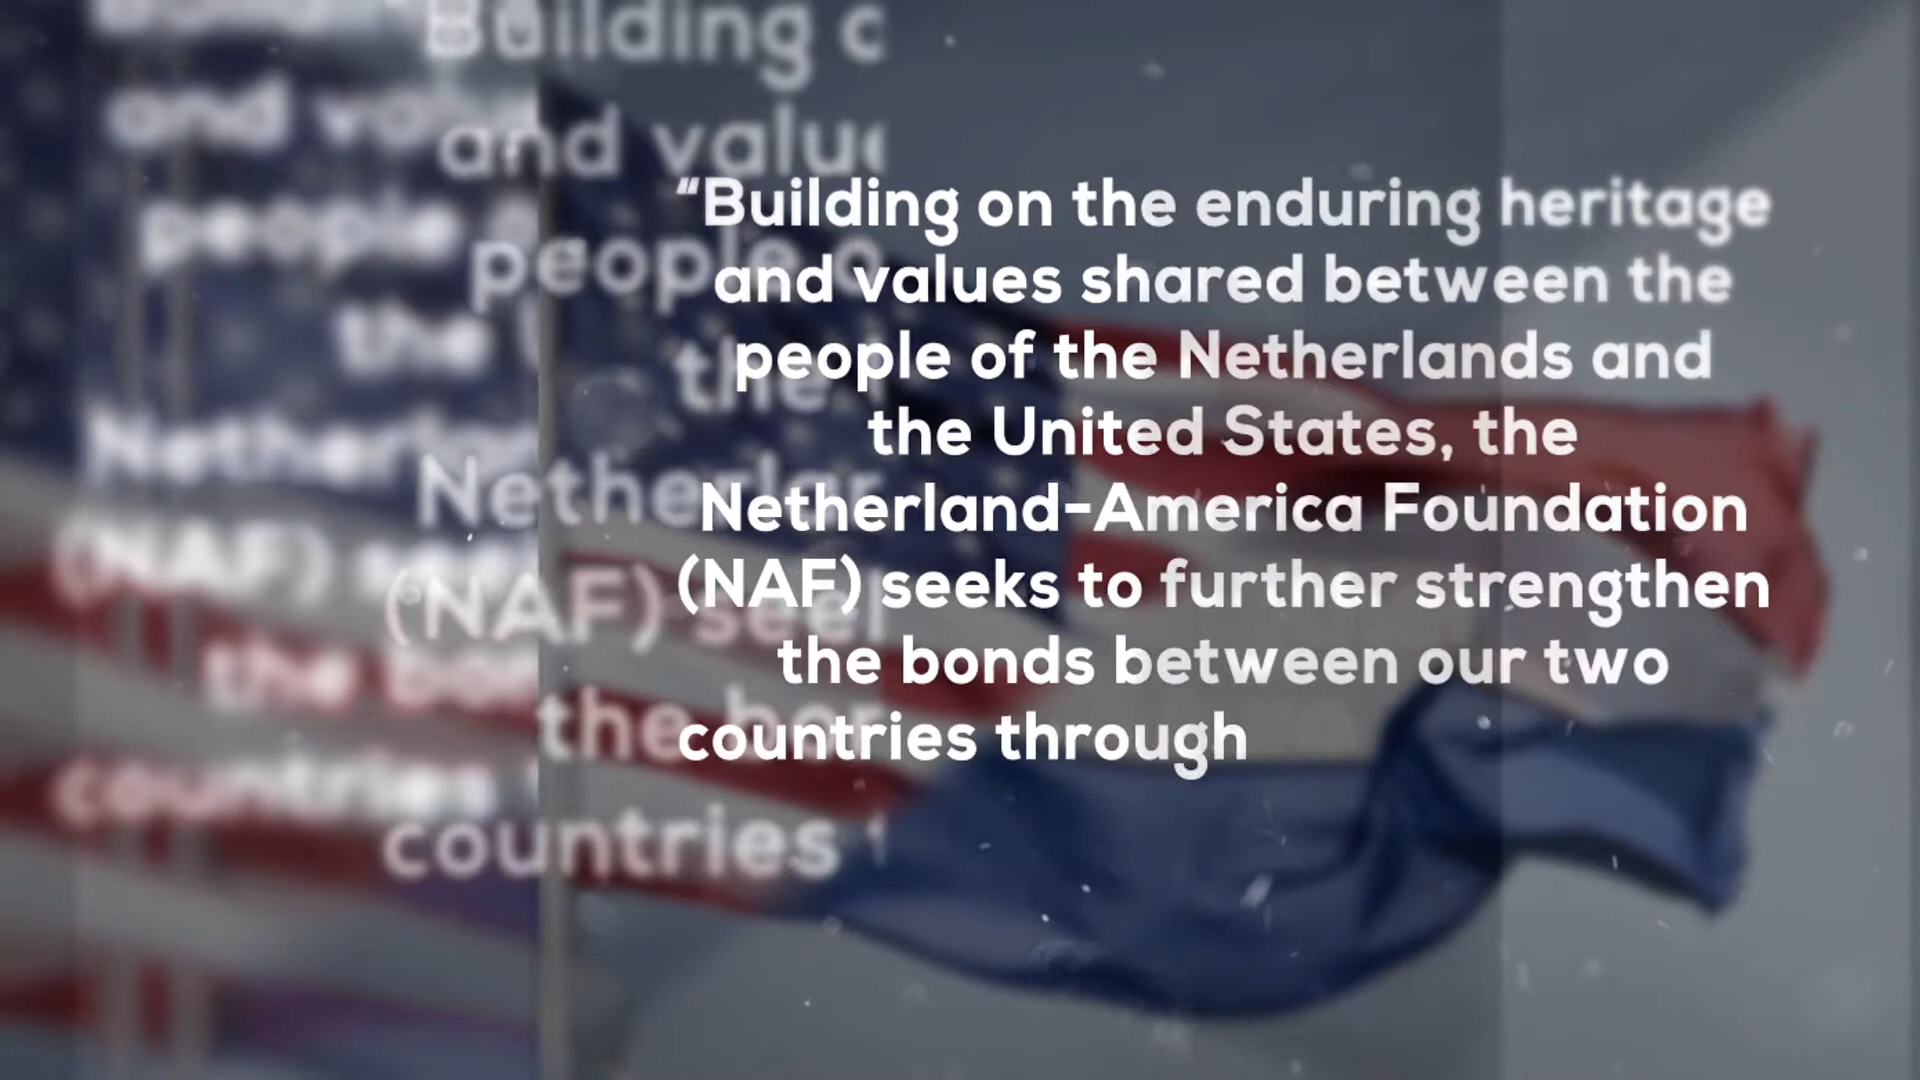 “Building on the enduring heritage
and values shared between the
people of the Netherlands and
the United States, the
Netherland-America Foundation
(NAF) seeks to further strengthen
the bonds between our two
countries through